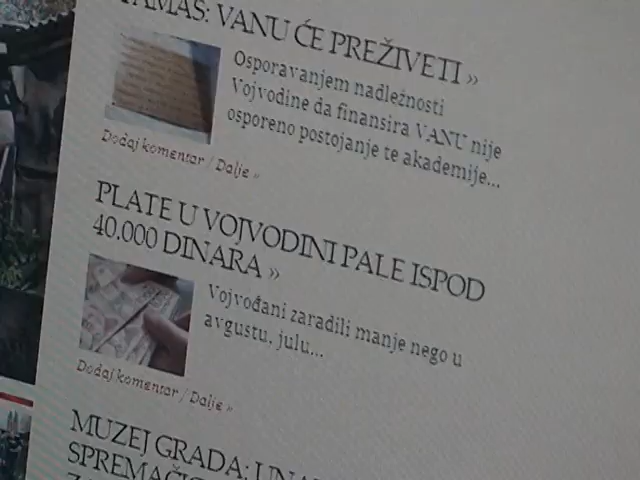 TAMAŠ: VANU ĆE PREŽIVETI »
Osporavanjem nadležnosti
Vojvodine da finansira VANU nije
osporeno postojanje te akademije...
Dodaj komentar / Dalje »
PLATE U VOJVODINI PALE ISPOD
40.000 DINARA »
Vojvođani zaradili manje nego u
avgustu, julu...
Dodaj komentar / Dalje »
MUZEJ GRADA: